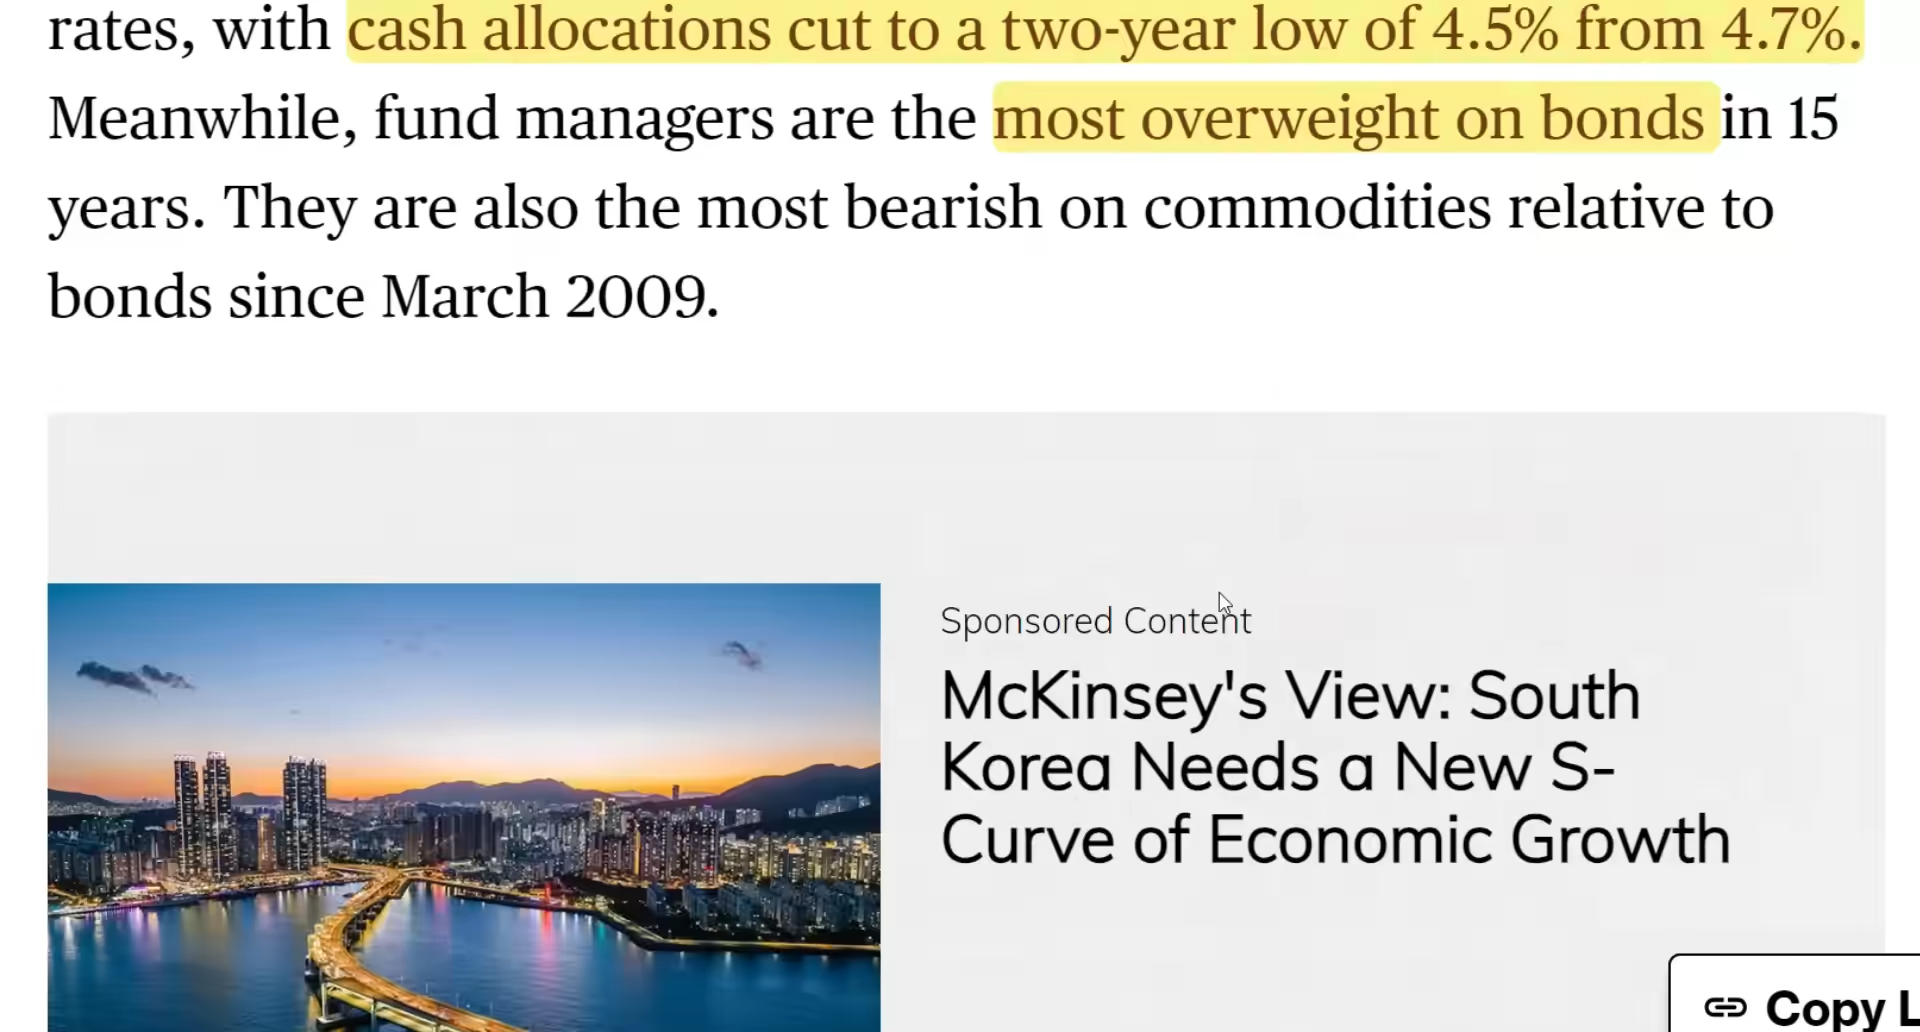 rates, with cash allocations cut to a two-year low of 4.5% from 4.7%.
Meanwhile, fund managers are the most overweight on bonds in 15
years. They are also the most bearish on commodities relative to
bonds since March 2009.
Sponsored Content
McKinsey's View: South
Korea Needs a New S-
Curve of Economic Growth
Copy L